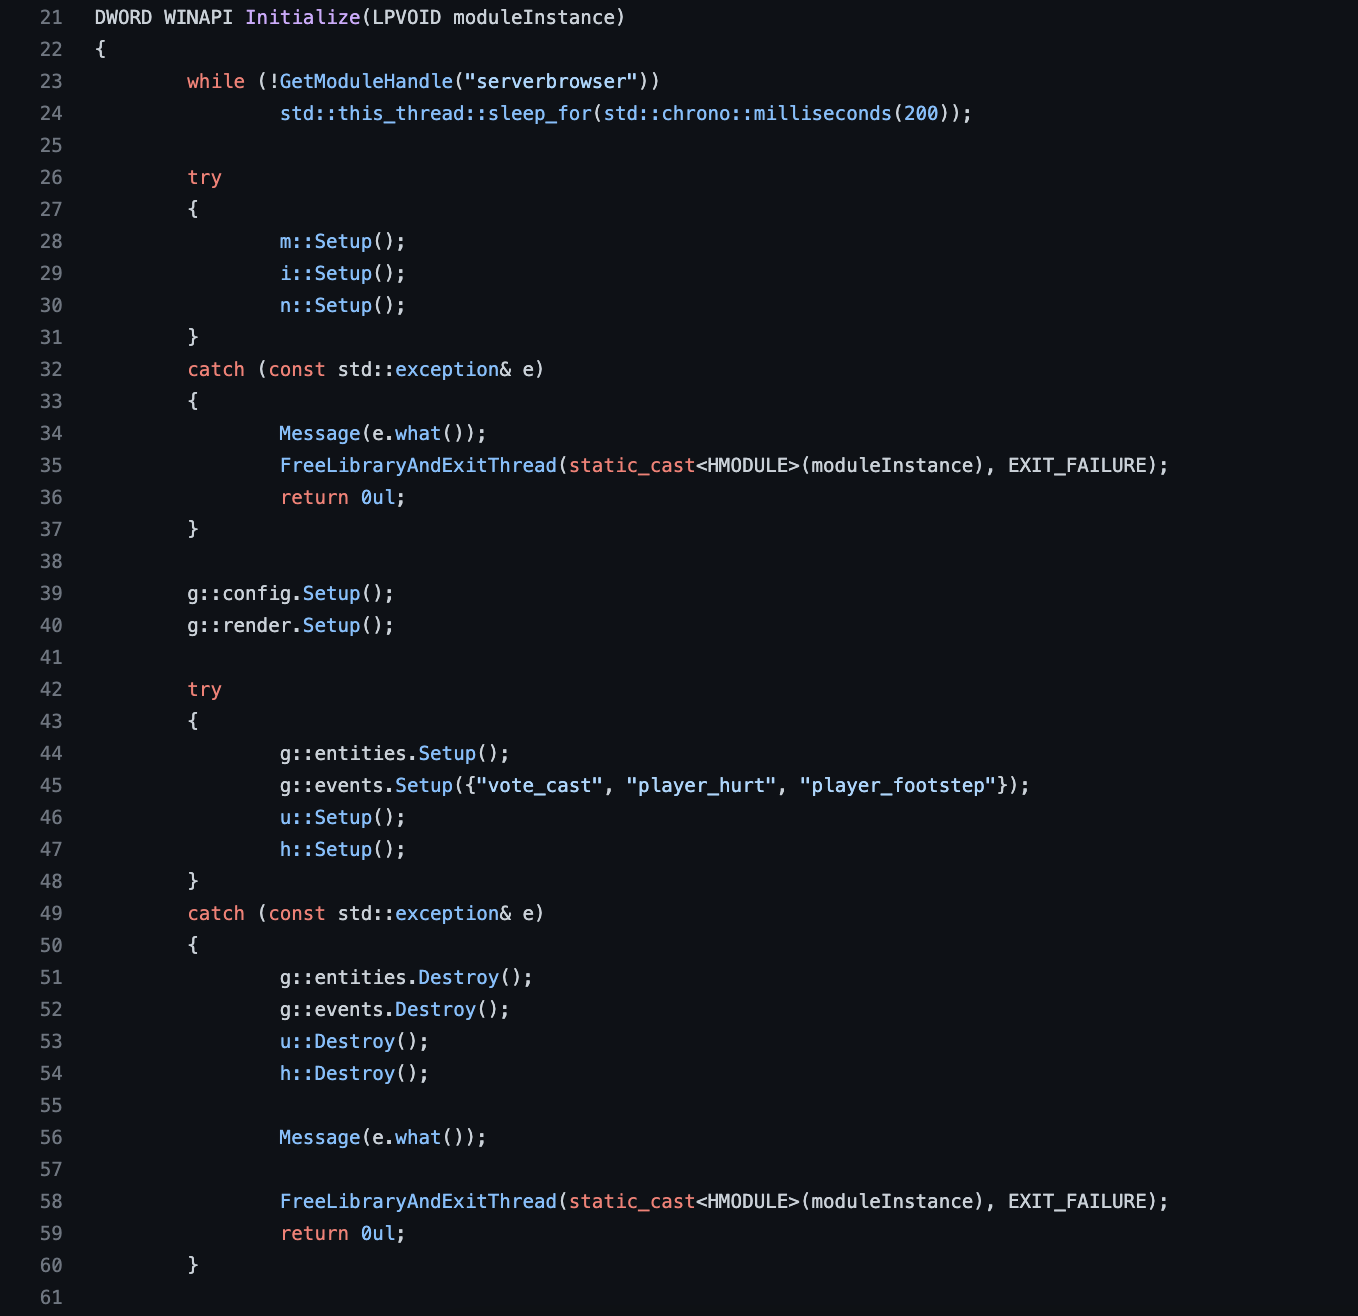 21 DWORD WINAPI Initialize(LPVOID moduleInstance)
22 {
23 while (!GetModuleHandle("serverbrowser"))
24 std::this_thread::sleep_for(std::chrono::milliseconds(200));
25
26 try
27 {
28 m::Setup();
29 i::Setup();
30 n::Setup();
31 }
32 catch (const std::exception& e)
33 {
34 Message(e.what());
35 FreeLibraryAndExitThread(static_cast<HMODULE>(moduleInstance), EXIT_FAILURE);
36 return 0ul;
37 }
38
39 g::config.Setup();
40 g::render.Setup();
41
42 try
43 {
44 g::entities.Setup();
45 g::events.Setup({"vote_cast", "player_hurt", "player_footstep"});
46 u::Setup();
47 h::Setup();
48 }
49 catch (const std::exception& e)
50 {
51 g::entities.Destroy();
52 g::events.Destroy();
53 u::Destroy();
54 h::Destroy();
55
56 Message(e.what());
57
58 FreeLibraryAndExitThread(static_cast<HMODULE>(moduleInstance), EXIT_FAILURE);
59 return 0ul;
60 }
61